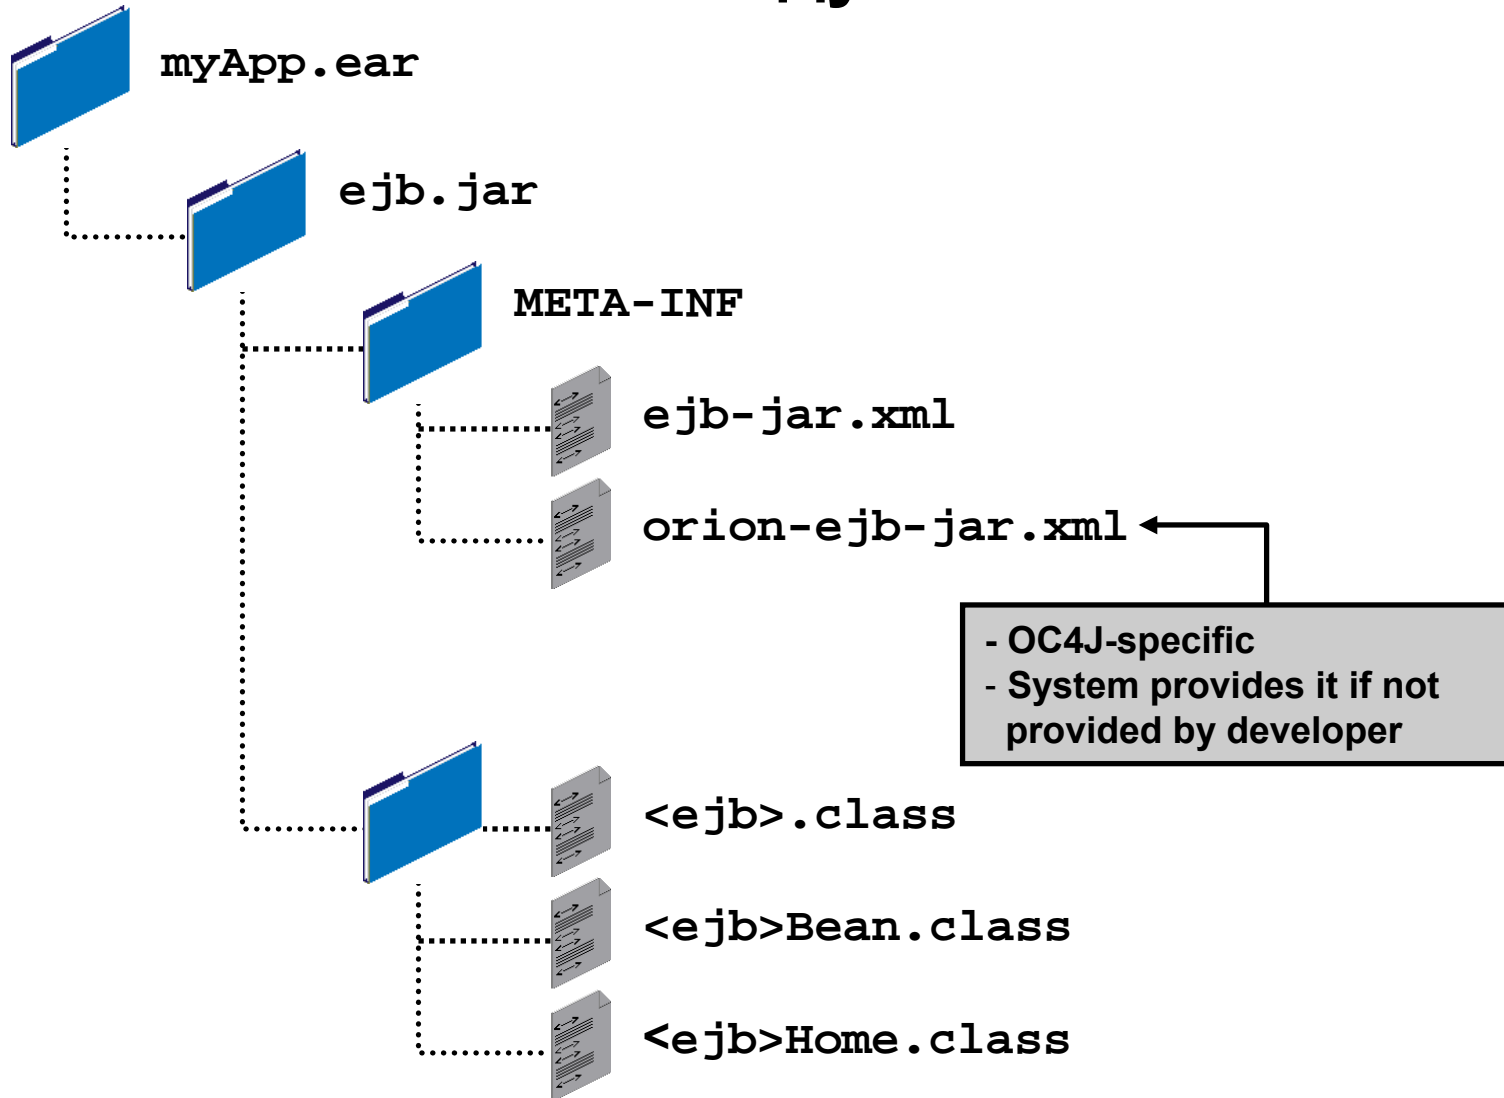 myApp.ear
ejb.jar
META-INF
ejb-jar.xml
orion-ejb-jar.xml
- OC4J-specific
- System provides it if not
provided by developer
<ejb>.class
<ejb>Bean.class
<ejb>Home.class